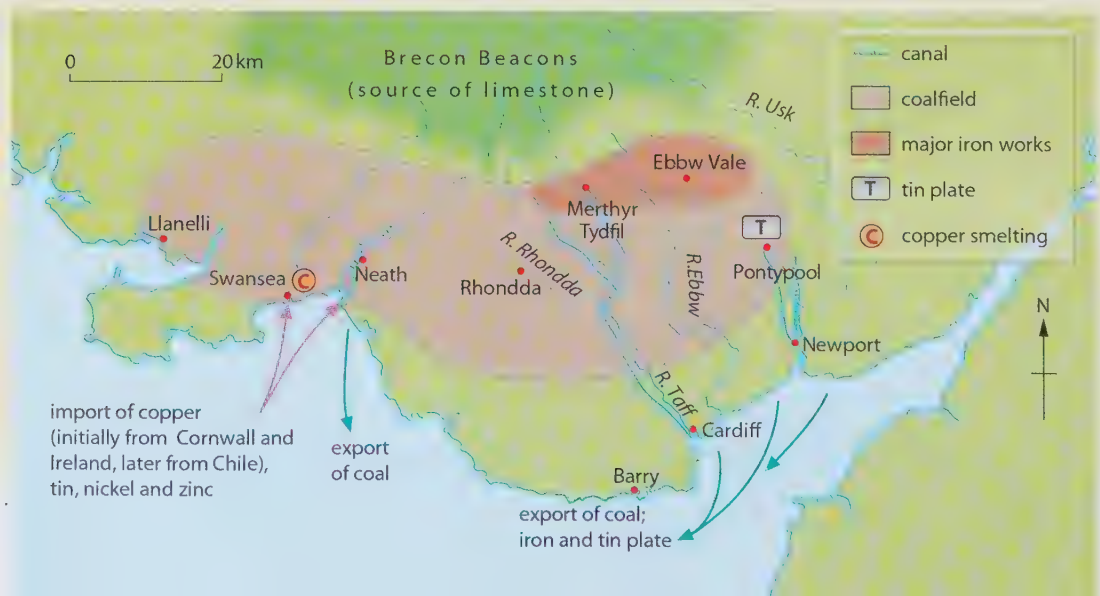 0 20 km
Brecon Beacons
(source of limestone)
R. Usk
canal
coalfield
major iron works
T tin plate
C copper smelting
Ebbw Vale
Merthyr
Tydfil
Llanelli
T
R. Rhondda
Swansea C
Neath
Rhondda
R. Ebbw
Pontypool
N
Newport
R. Taff
Cardiff
import of copper
(initially from Cornwall and
Ireland, later from Chile),
tin, nickel and zinc
export
of coal
Barry
export of coal;
iron and tin plate